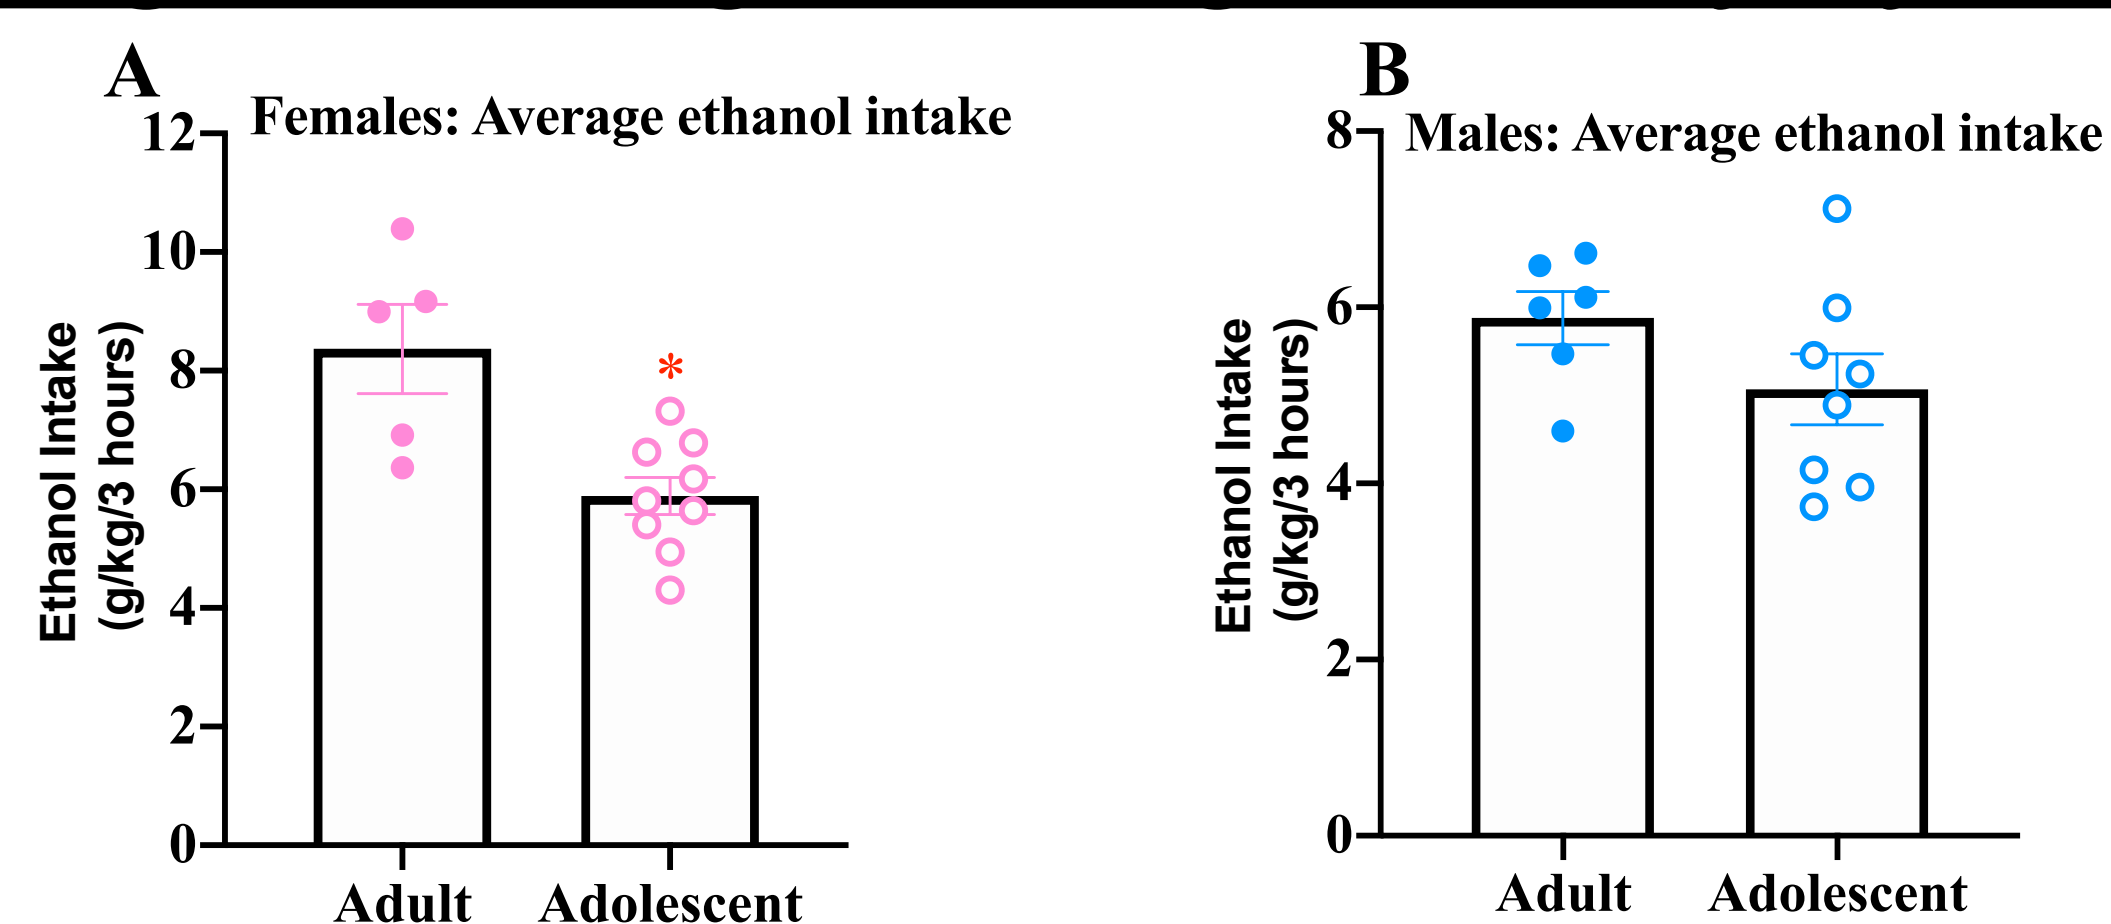 A
Females: Average ethanol intake
12
10
8
6
4
2
0
Ethanol Intake
(g/kg/3 hours)
*
Adult Adolescent
B
Males: Average ethanol intake
8
6
4
2
0
Ethanol Intake
(g/kg/3 hours)
Adult Adolescent